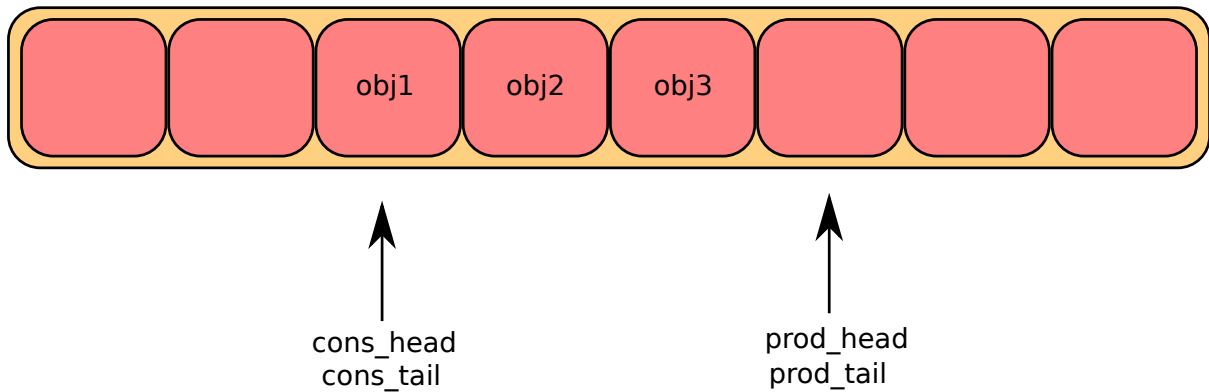 obj1 obj2 obj3
cons_head
cons_tail
prod_head
prod_tail